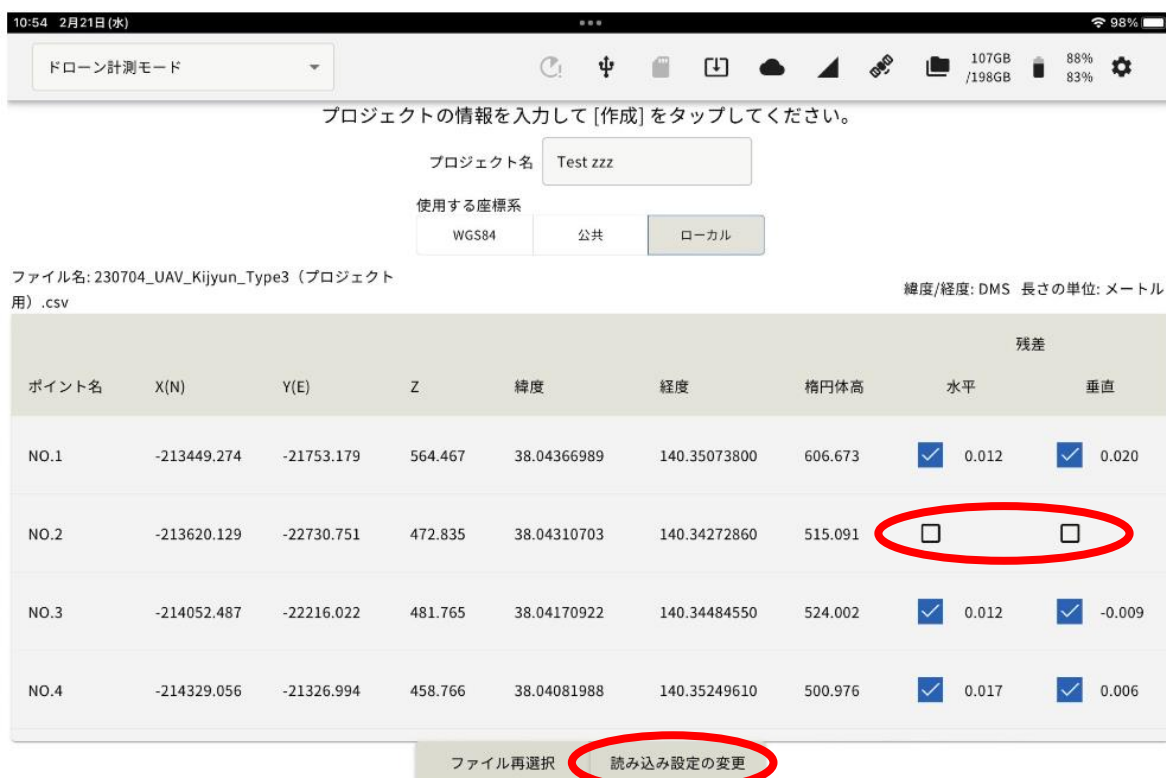 10:54 2月21日(水) 98%
ドローン計測モード 107GB /198GB 88% 83%
プロジェクトの情報を入力して [作成] をタップしてください。
プロジェクト名 Test zzz
使用する座標系
WGS84 公共 ローカル
ファイル名: 230704_UAV_Kijyun_Type3（プロジェクト
用）.csv
緯度/経度: DMS 長さの単位: メートル
残差
ポイント名 X(N) Y(E) Z 緯度 経度 楕円体高 水平 垂直
NO.1 -213449.274 -21753.179 564.467 38.04366989 140.35073800 606.673 0.012 0.020
NO.2 -213620.129 -22730.751 472.835 38.04310703 140.34272860 515.091
NO.3 -214052.487 -22216.022 481.765 38.04170922 140.34484550 524.002 0.012 -0.009
NO.4 -214329.056 -21326.994 458.766 38.04081988 140.35249610 500.976 0.017 0.006
ファイル再選択 読み込み設定の変更